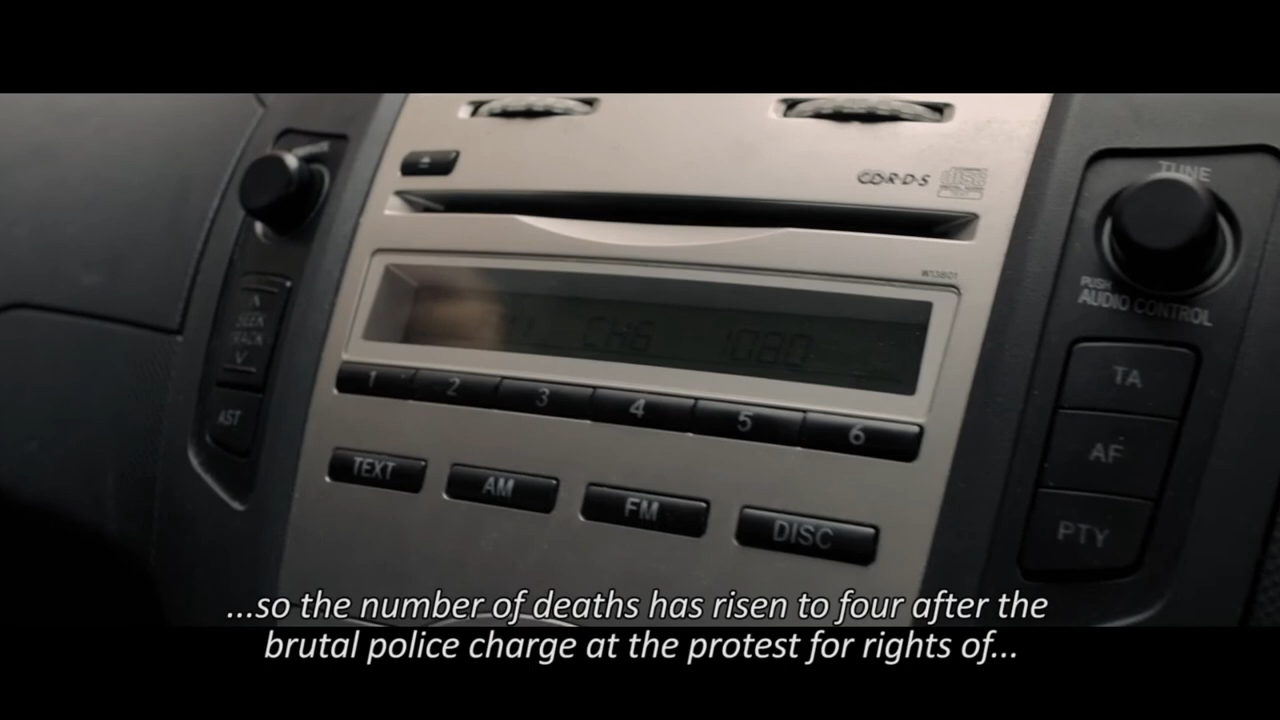 CD-R·D·S
disc
TUNE
W13801
PUSH
AUDIO CONTROL
SEEK
TRACK
CH6 1080
1 2 3 4 5 6
TA
AST
AF
TEXT AM FM DISC
PTY
...so the number of deaths has risen to four after the
brutal police charge at the protest for rights of...